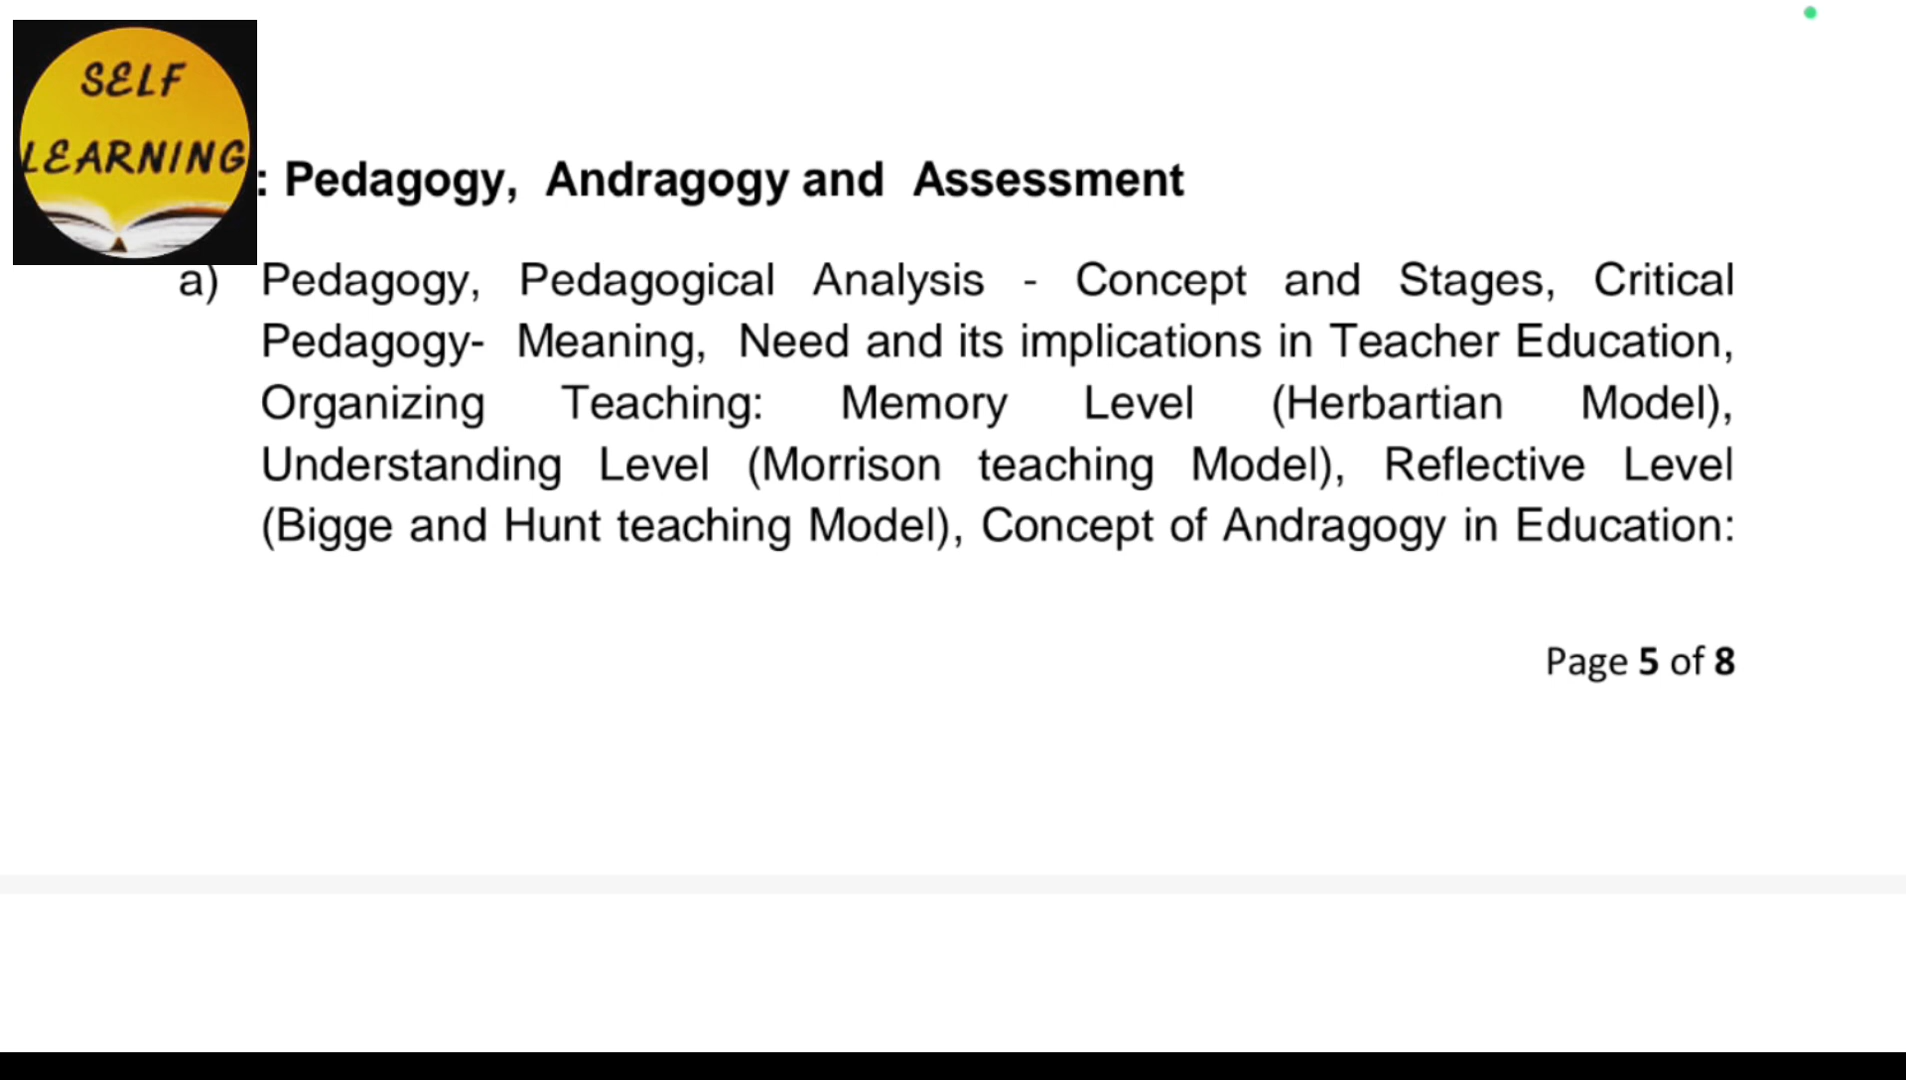 SELF
LEARNING
: Pedagogy, Andragogy and Assessment
a) Pedagogy, Pedagogical Analysis - Concept and Stages, Critical
Pedagogy- Meaning, Need and its implications in Teacher Education,
Organizing Teaching: Memory Level (Herbartian Model),
Understanding Level (Morrison teaching Model), Reflective Level
(Bigge and Hunt teaching Model), Concept of Andragogy in Education:
Page 5 of 8